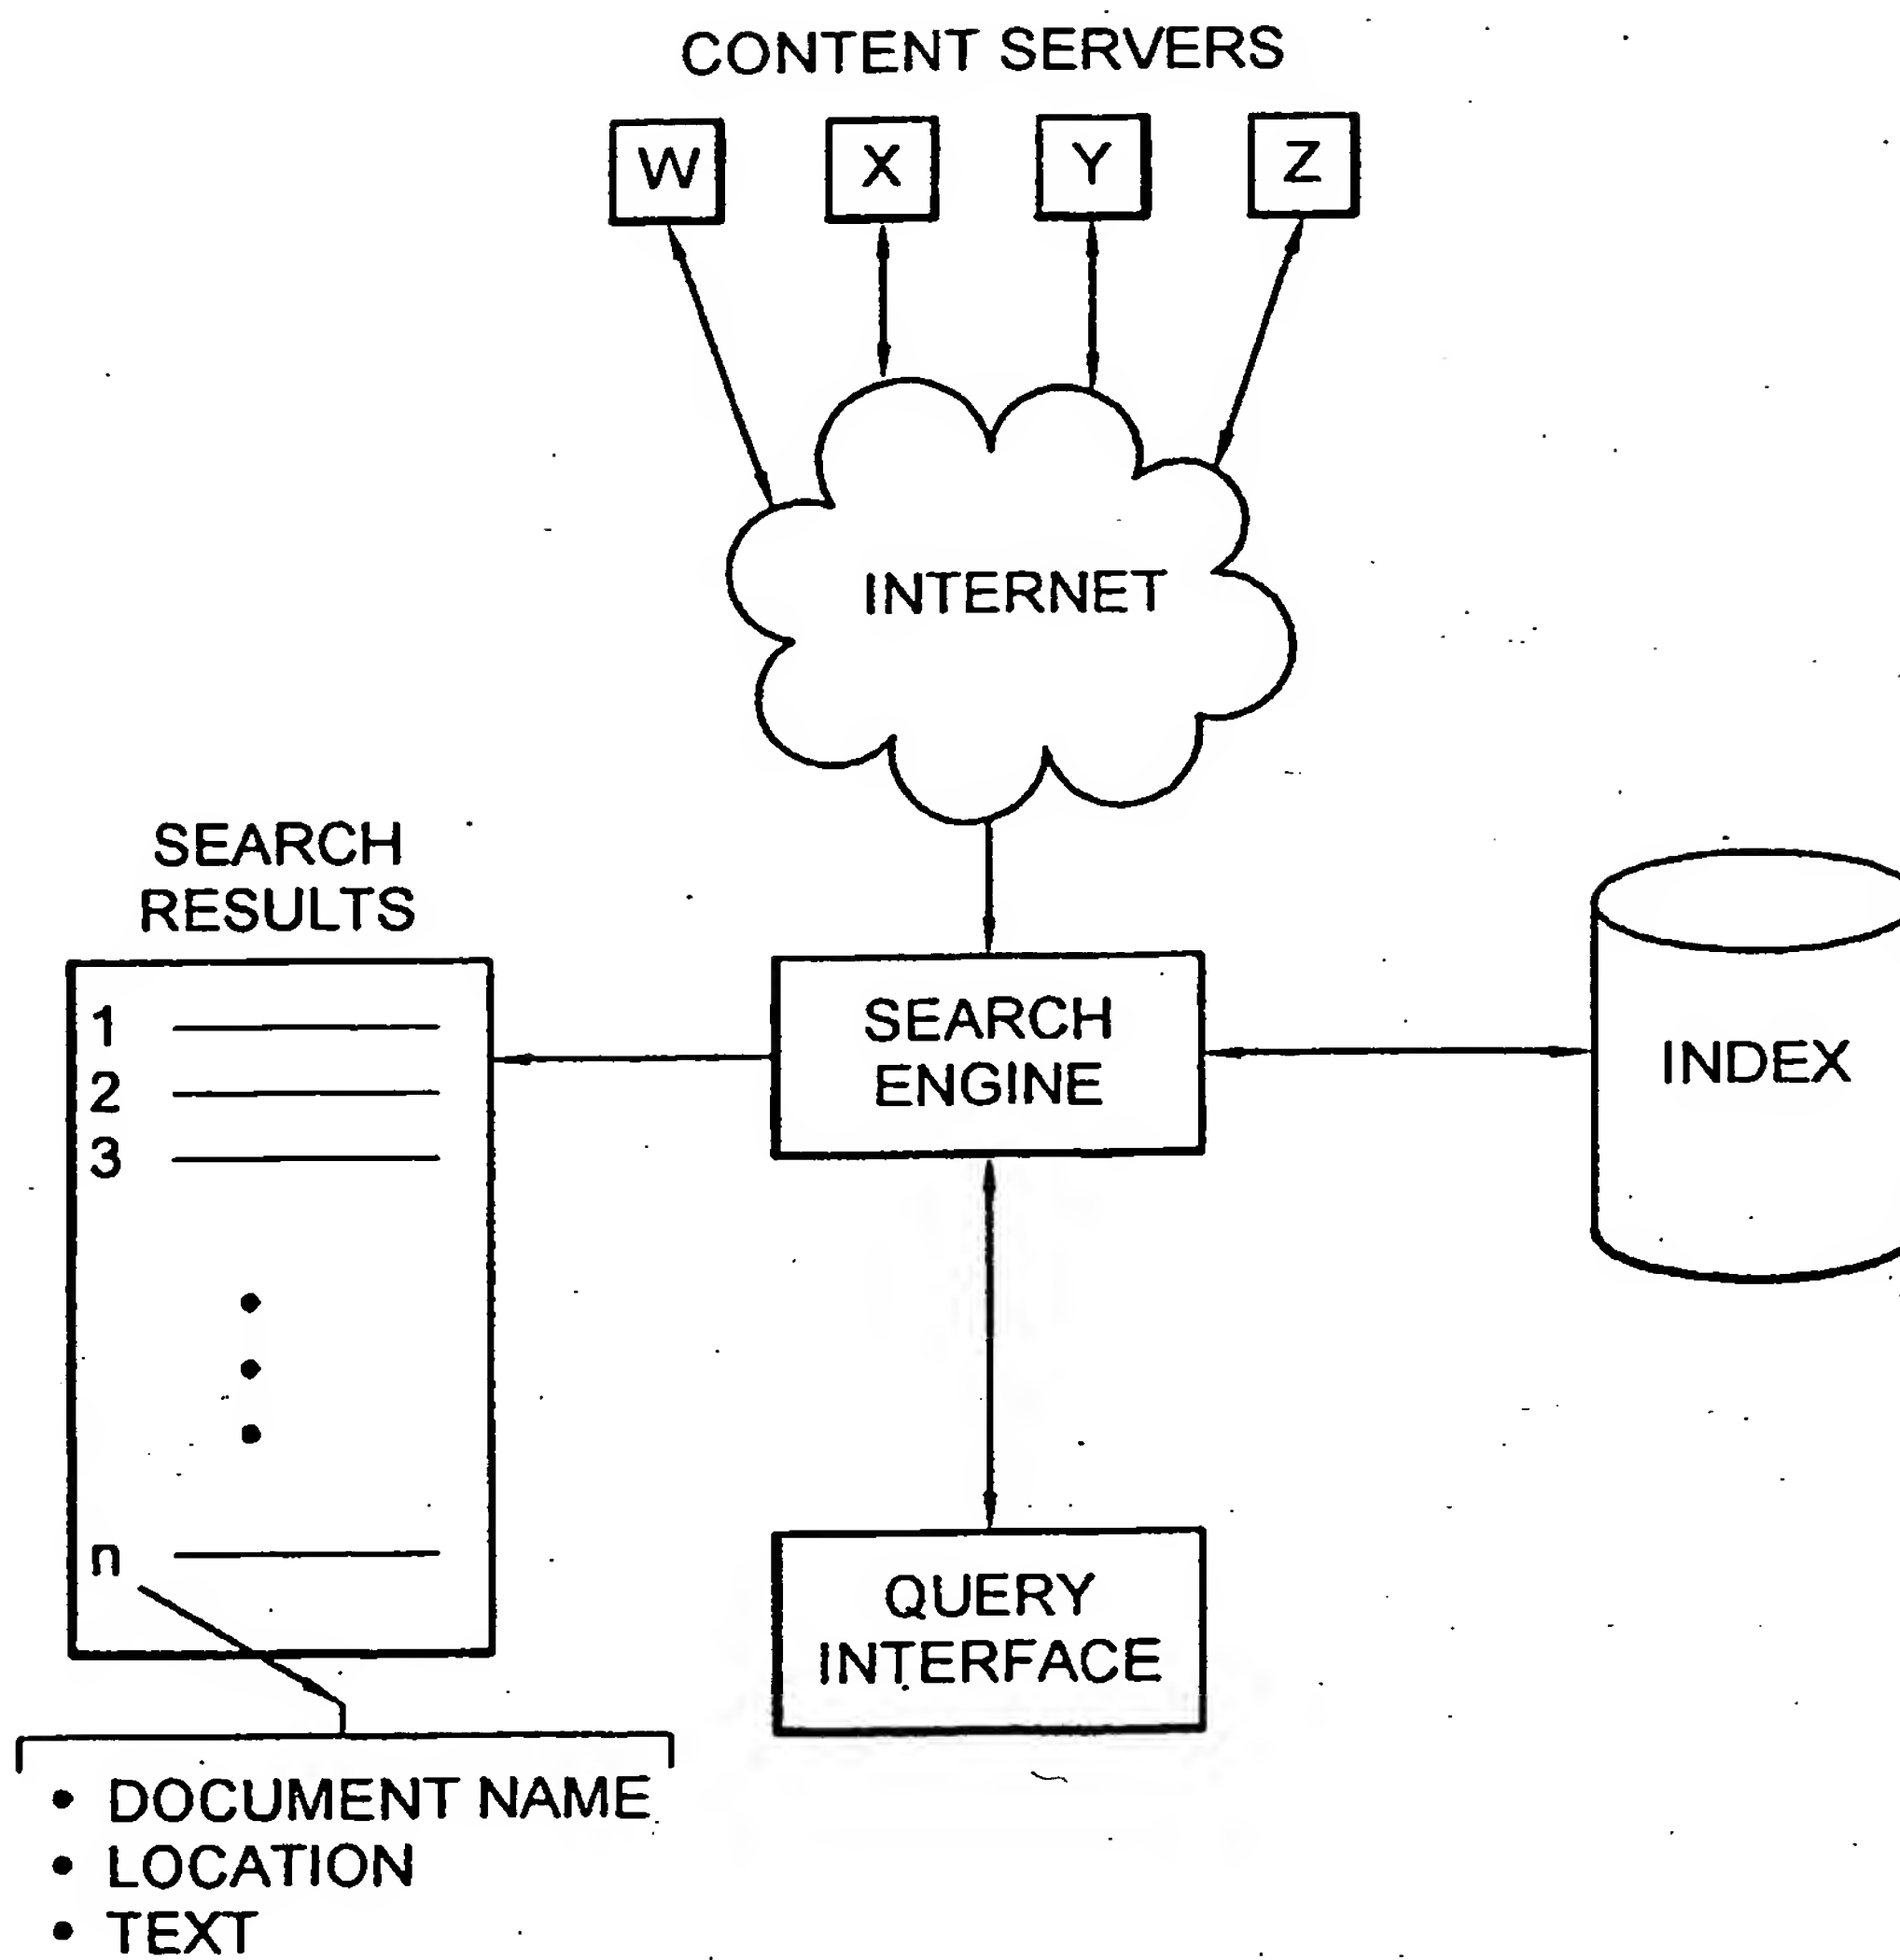 CONTENT SERVERS
W X Y Z
INTERNET
SEARCH
RESULTS
1
2
3
n
SEARCH
ENGINE
INDEX
QUERY
INTERFACE
• DOCUMENT NAME
• LOCATION
• TEXT